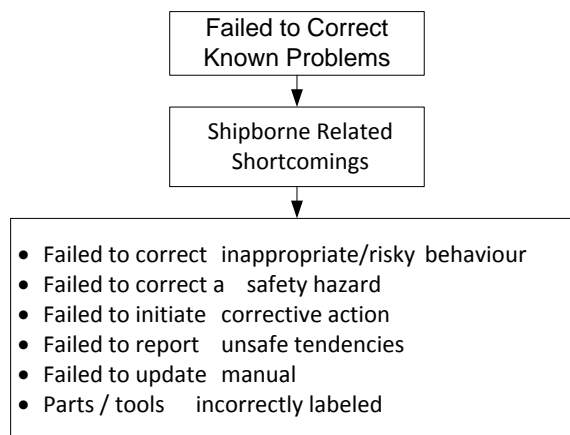 Failed to Correct
Known Problems
Shipborne Related
Shortcomings
• Failed to correct inappropriate/risky behaviour
• Failed to correct a safety hazard
• Failed to initiate corrective action
• Failed to report unsafe tendencies
• Failed to update manual
• Parts / tools incorrectly labeled